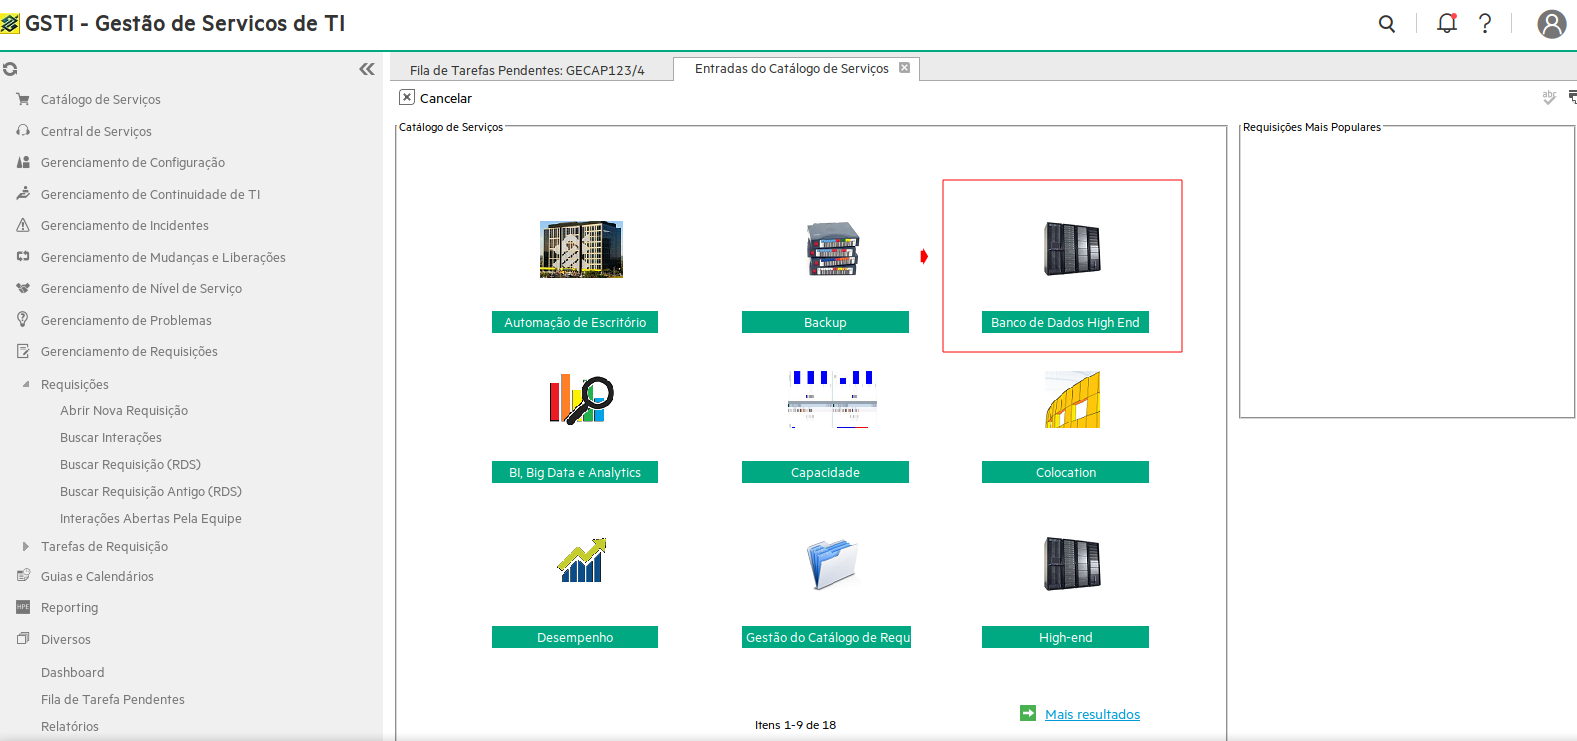 GSTI - Gestão de Servicos de TI
Fila de Tarefas Pendentes: GECAP123/4
Entradas do Catálogo de Serviços
Cancelar
abc
Catálogo de Serviços
Central de Serviços
Gerenciamento de Configuração
Gerenciamento de Continuidade de TI
Gerenciamento de Incidentes
Gerenciamento de Mudanças e Liberações
Gerenciamento de Nível de Serviço
Gerenciamento de Problemas
Gerenciamento de Requisições
Requisições
Abrir Nova Requisição
Buscar Interações
Buscar Requisição (RDS)
Buscar Requisição Antigo (RDS)
Interações Abertas Pela Equipe
Tarefas de Requisição
Guias e Calendários
HPE Reporting
Diversos
Dashboard
Fila de Tarefa Pendentes
Relatórios
Catálogo de Serviços
Automação de Escritório
Backup
Banco de Dados High End
BI, Big Data e Analytics
Capacidade
Colocation
Desempenho
Gestão do Catálogo de Requ
High-end
Itens 1-9 de 18
Mais resultados
Requisições Mais Populares